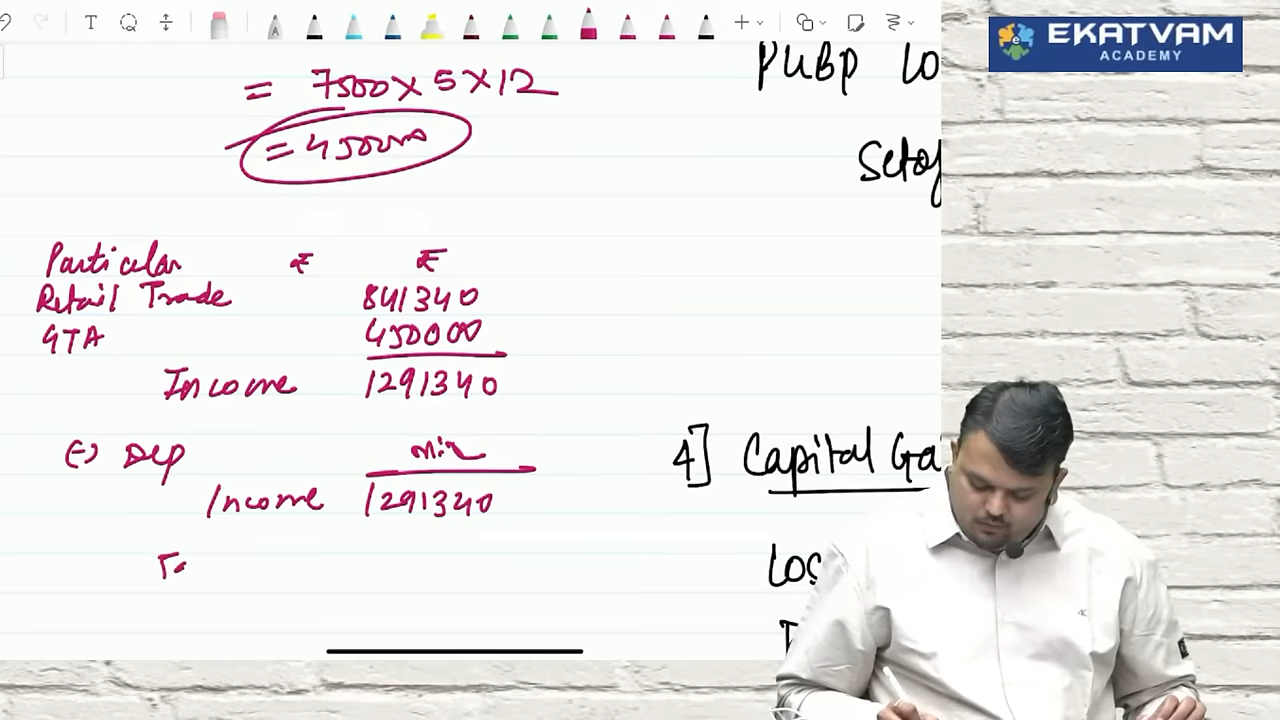 EKATVAM
ACADEMY
T
A
= 7500 × 5 × 12
= 450000
Particular ₹ ₹
Retail Trade 841340
GTA 450000
Income 1291340
(-) Dep Nil
Income 1291340
PGBP LO
Setof
4] Capital Ga
LOS